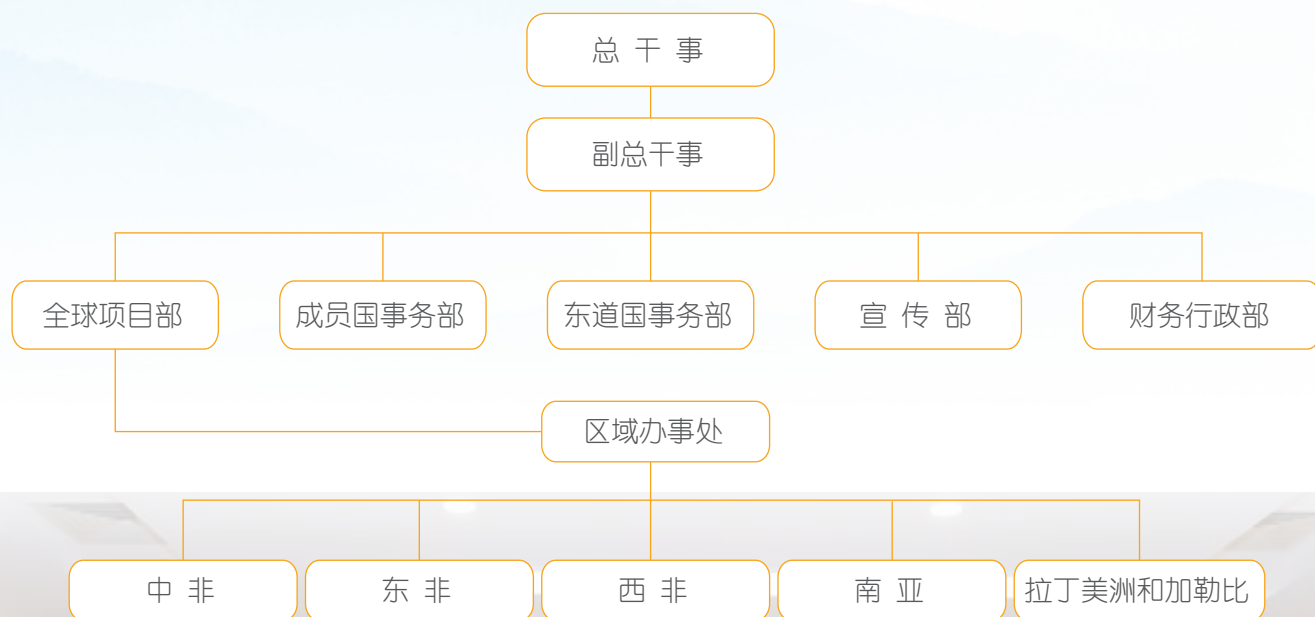 总 干 事
副总干事
全球项目部
成员国事务部
东道国事务部
宣 传 部
财务行政部
区域办事处
中 非
东 非
西 非
南 亚
拉丁美洲和加勒比